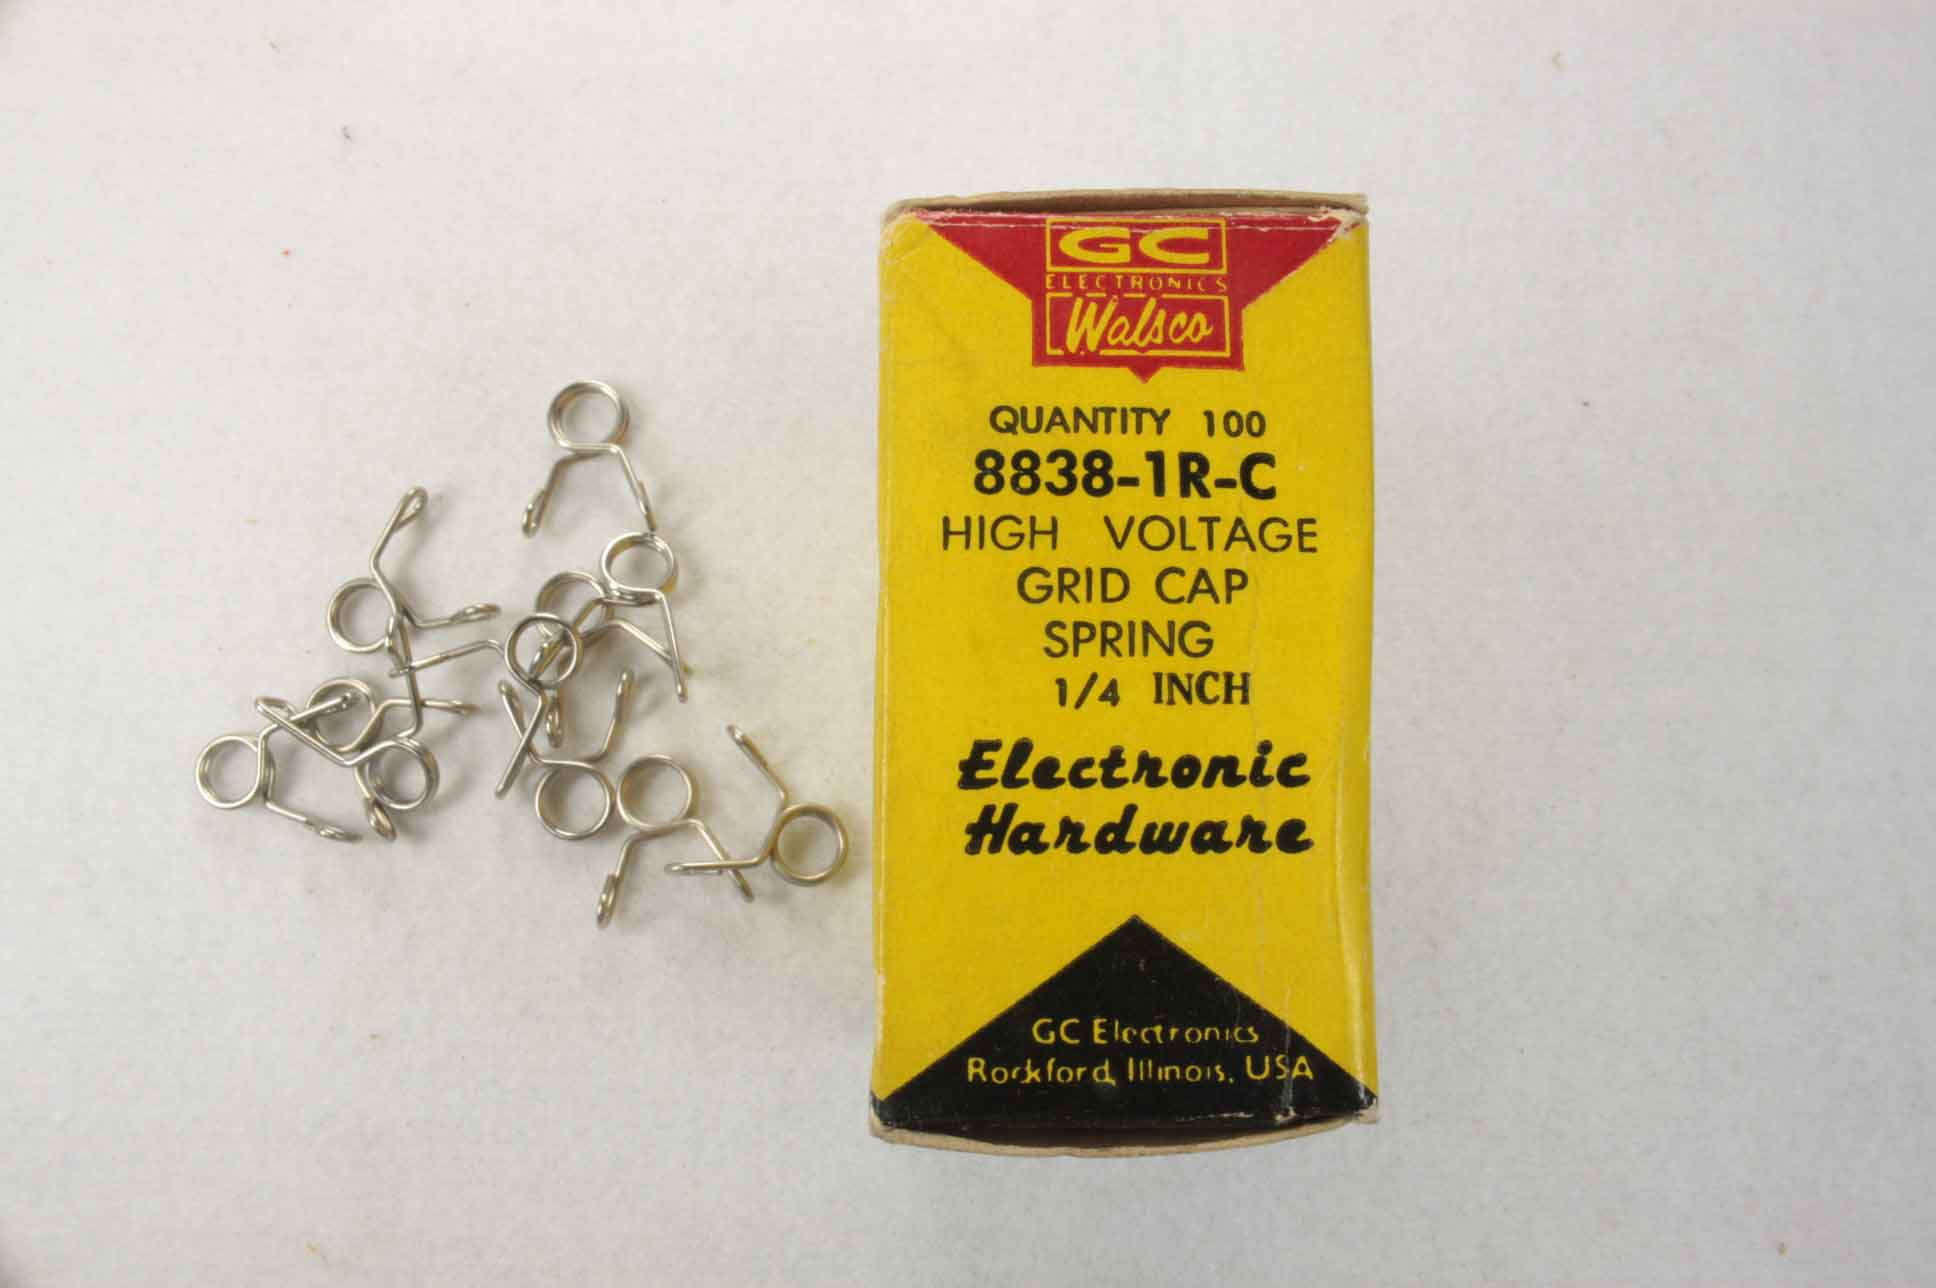 GC
ELECTRONICS
Walsco
QUANTITY 100
8838-1R-C
HIGH VOLTAGE
GRID CAP
SPRING
1/4 INCH
Electronic
Hardware
GC Electronics
Rockford, Illinois, USA